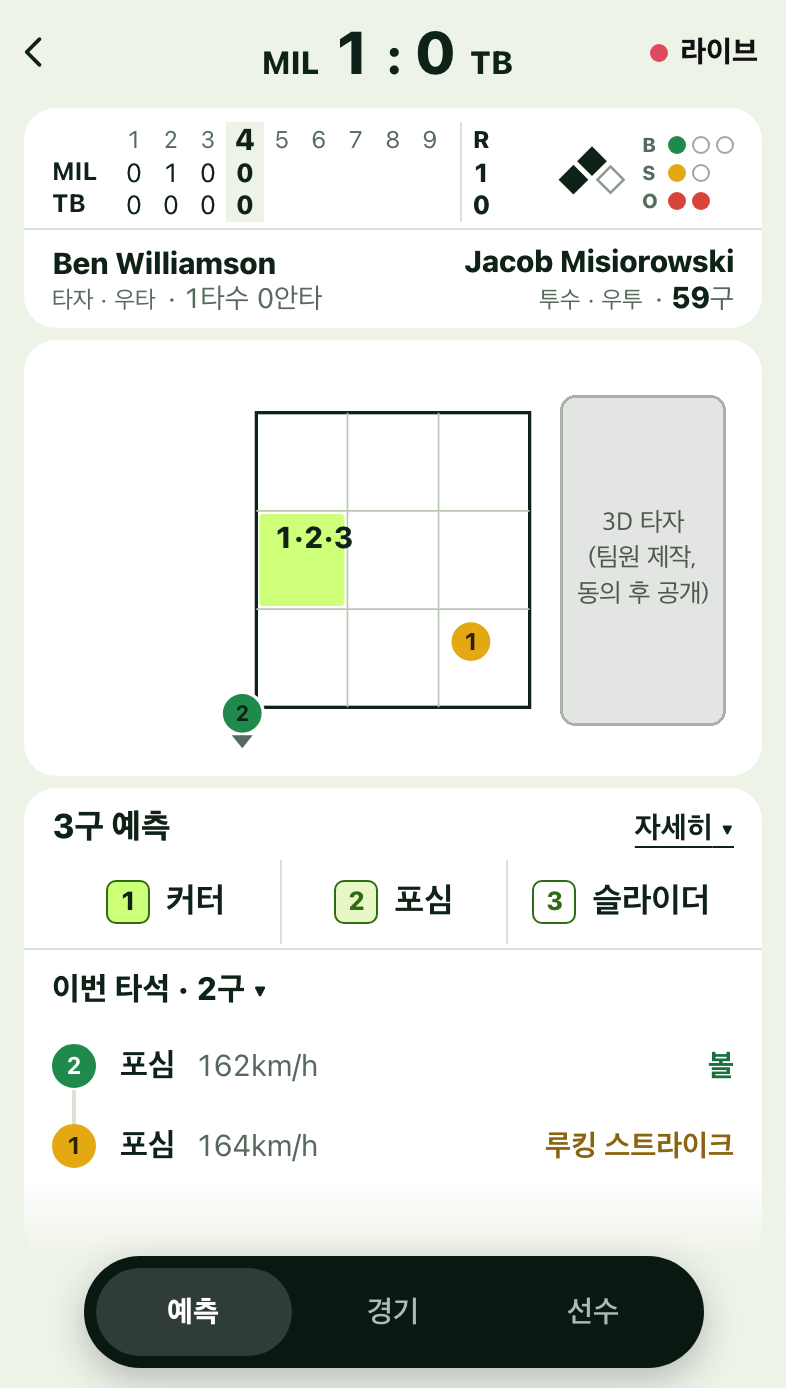 MIL 1 : 0 TB
라이브
1 2 3 4 5 6 7 8 9 R
MIL 0 1 0 0 1
TB 0 0 0 0 0
B
S
O
Ben Williamson
타자 · 우타 · 1타수 0안타
Jacob Misiorowski
투수 · 우투 · 59구
1·2·3
1
2
3D 타자
(팀원 제작,
동의 후 공개)
3구 예측
자세히 ▾
1 커터
2 포심
3 슬라이더
이번 타석 · 2구 ▾
2 포심 162km/h 볼
1 포심 164km/h 루킹 스트라이크
예측 경기 선수